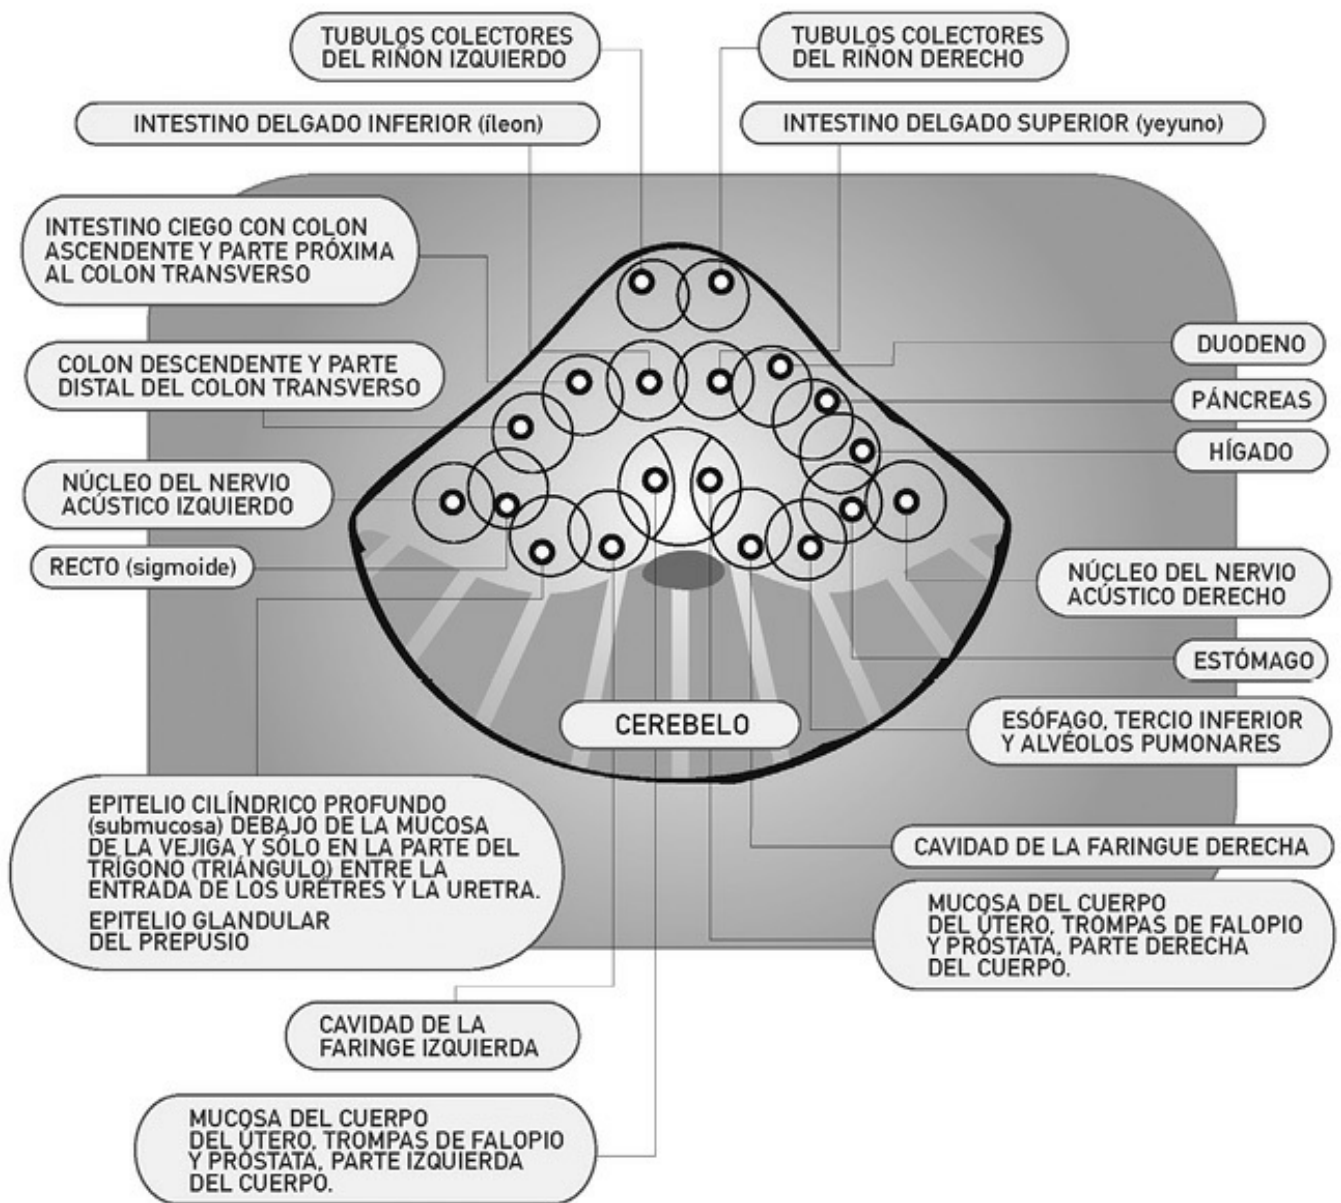 TUBULOS COLECTORES
DEL RIÑON IZQUIERDO
TUBULOS COLECTORES
DEL RIÑON DERECHO
INTESTINO DELGADO INFERIOR (íleon)
INTESTINO DELGADO SUPERIOR (yeyuno)
INTESTINO CIEGO CON COLON
ASCENDENTE Y PARTE PRÓXIMA
AL COLON TRANSVERSO
COLON DESCENDENTE Y PARTE
DISTAL DEL COLON TRANSVERSO
NÚCLEO DEL NERVIO
ACÚSTICO IZQUIERDO
RECTO (sigmoide)
DUODENO
PÁNCREAS
HÍGADO
NÚCLEO DEL NERVIO
ACÚSTICO DERECHO
ESTÓMAGO
ESÓFAGO, TERCIO INFERIOR
Y ALVÉOLOS PUMONARES
CEREBELO
EPITELIO CILÍNDRICO PROFUNDO
(submucosa) DEBAJO DE LA MUCOSA
DE LA VEJIGA Y SÓLO EN LA PARTE DEL
TRÍGONO (TRIÁNGULO) ENTRE LA
ENTRADA DE LOS URÉTRES Y LA URETRA.
EPITELIO GLANDULAR
DEL PREPUSIO
CAVIDAD DE LA FARINGUE DERECHA
MUCOSA DEL CUERPO
DEL ÚTERO, TROMPAS DE FALOPIO
Y PRÓSTATA, PARTE DERECHA
DEL CUERPO.
CAVIDAD DE LA
FARINGE IZQUIERDA
MUCOSA DEL CUERPO
DEL ÚTERO, TROMPAS DE FALOPIO
Y PRÓSTATA, PARTE IZQUIERDA
DEL CUERPO.